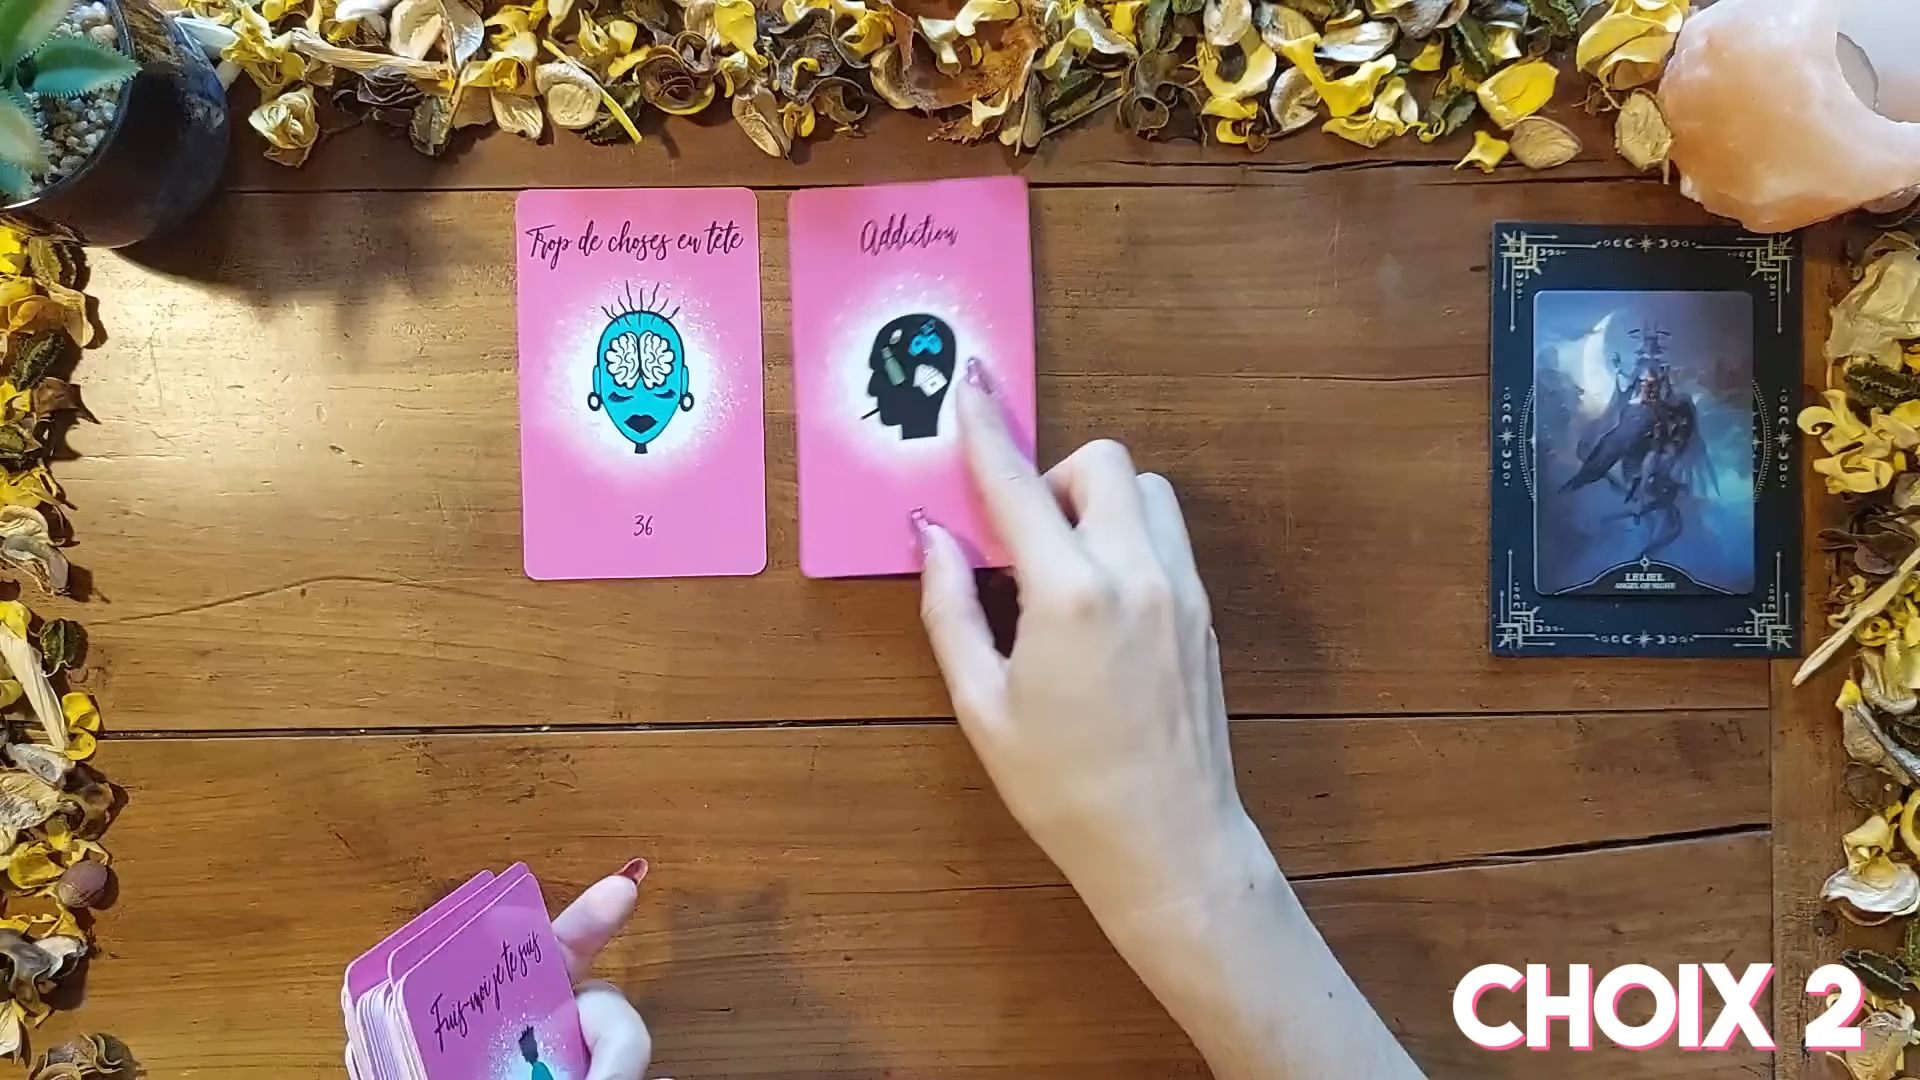 Trop de choses en tête
36
Addiction
LELIEL
ANGEL OF NIGHT
Fuis-moi je te suis
CHOIX 2